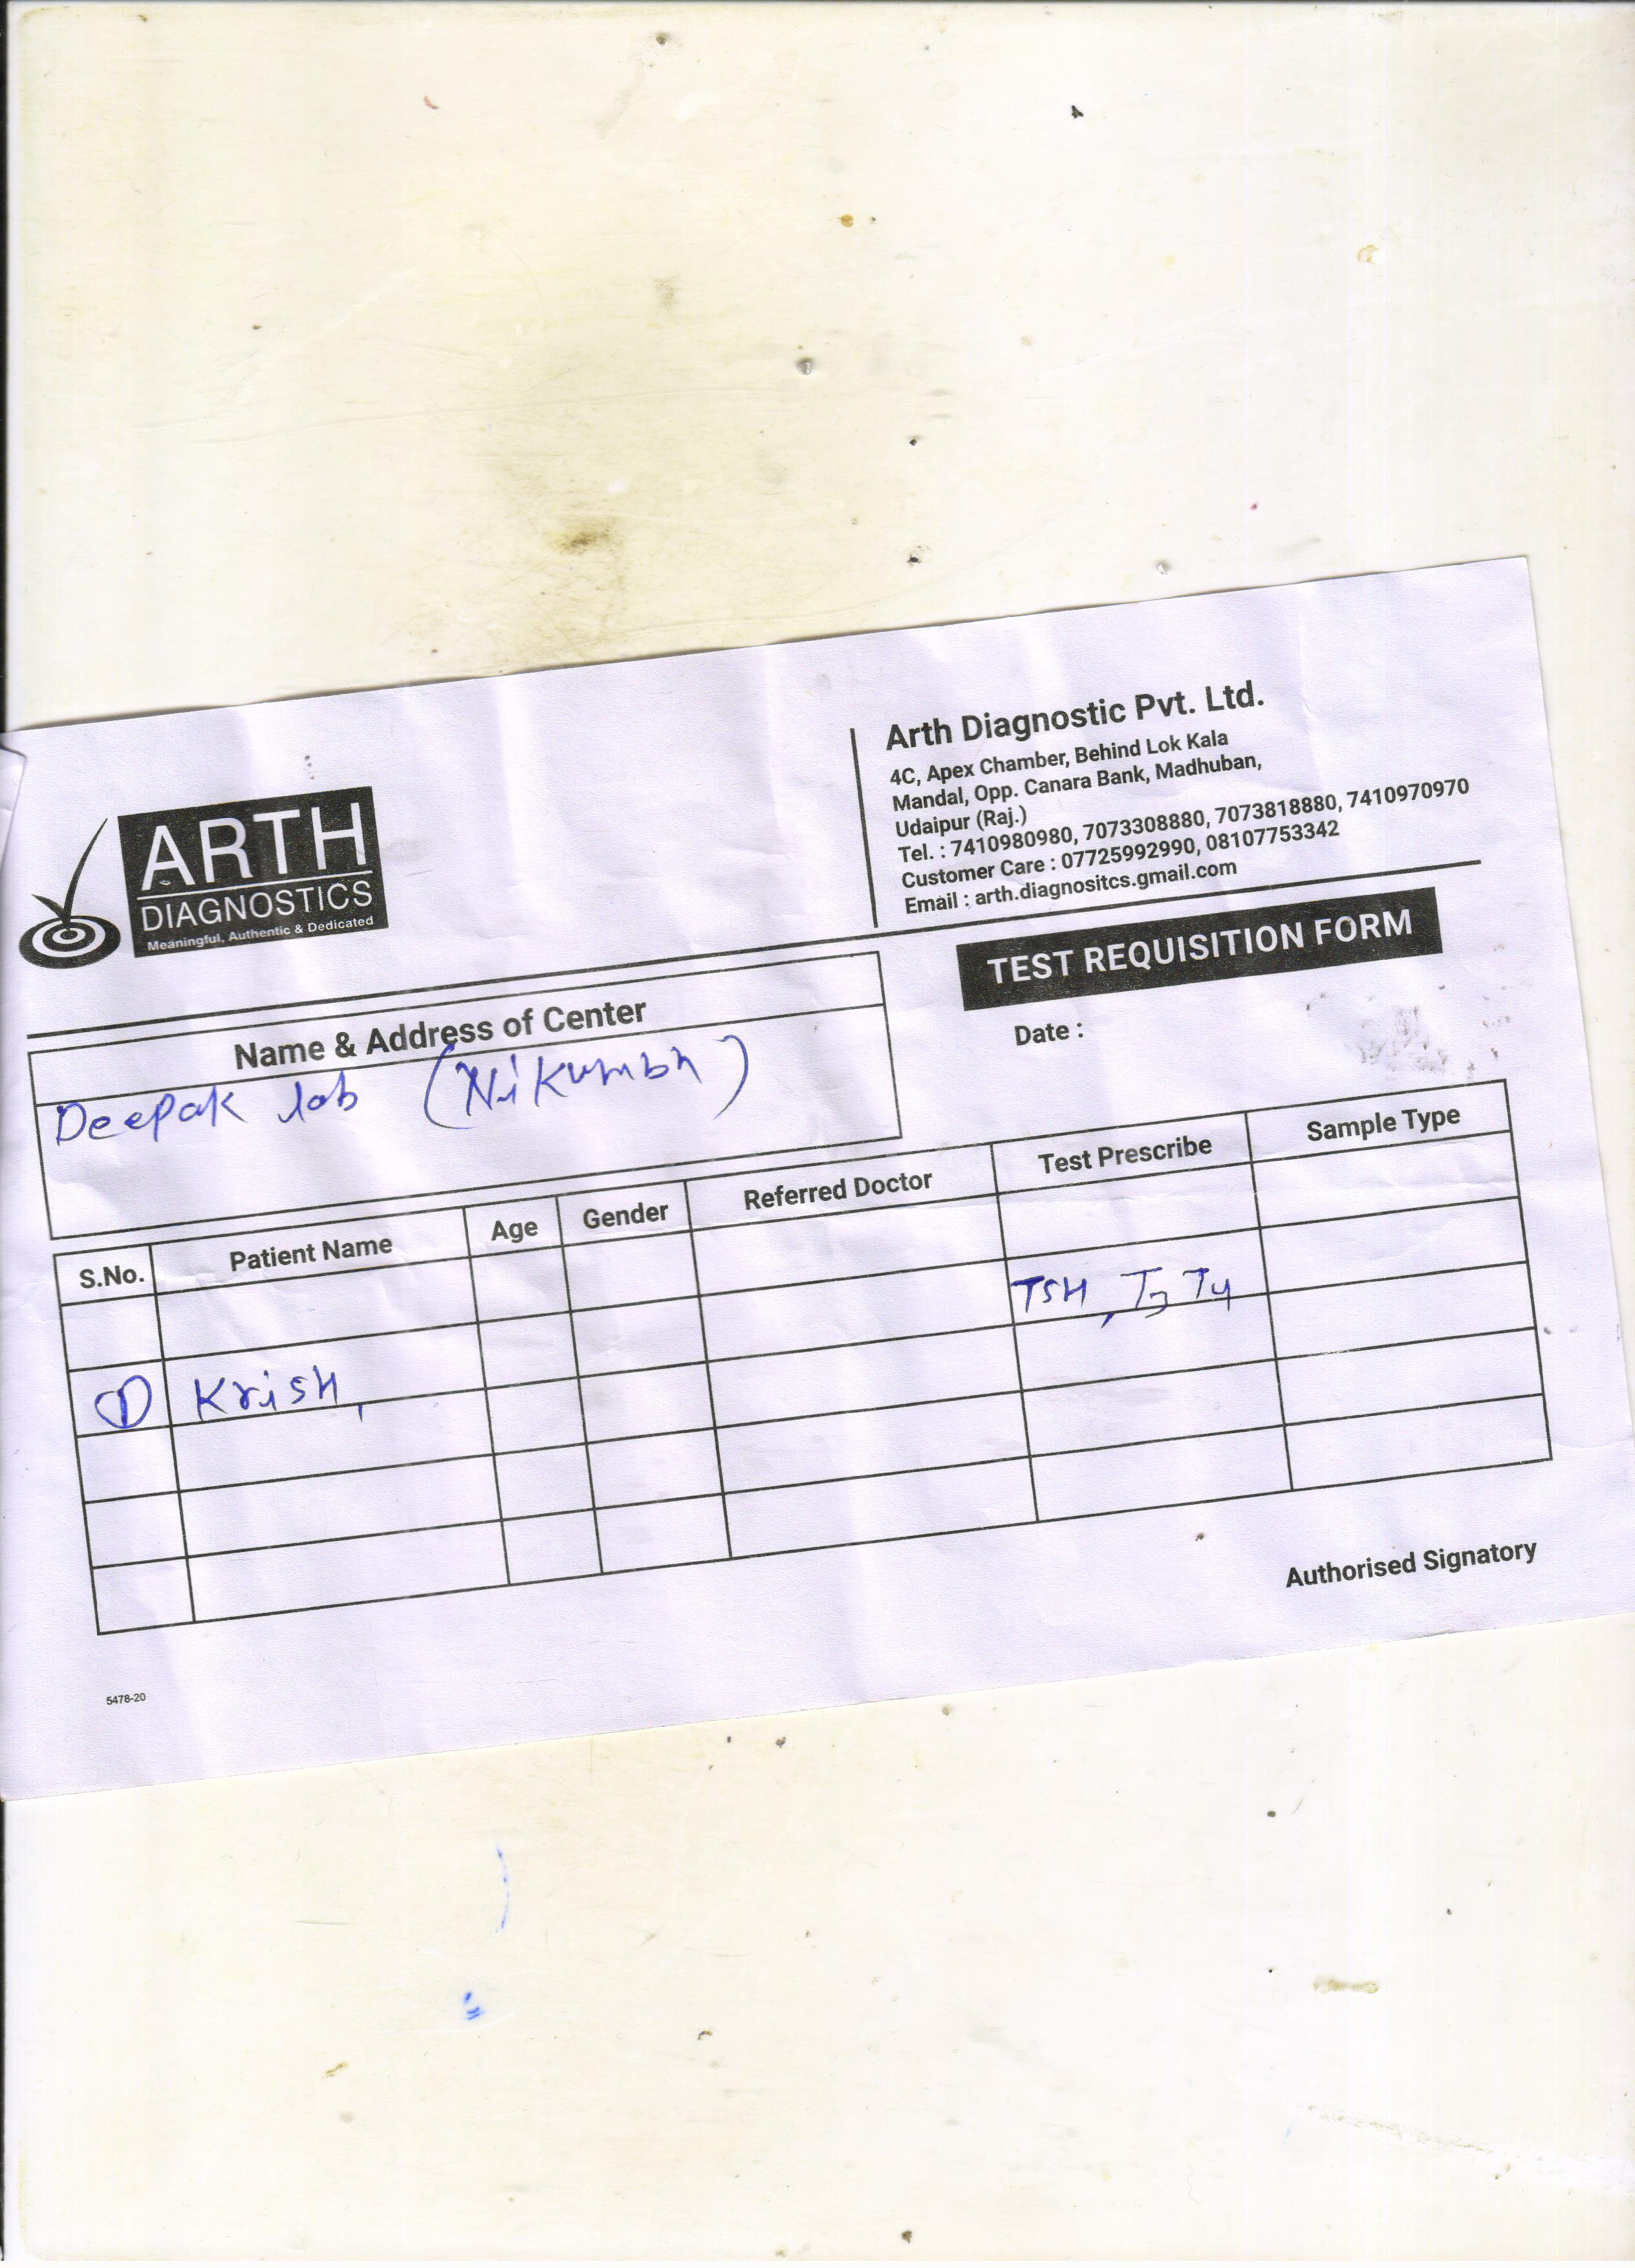 ARTH
DIAGNOSTICS
Meaningful, Authentic & Dedicated
Arth Diagnostic Pvt. Ltd.
4C, Apex Chamber, Behind Lok Kala
Mandal, Opp. Canara Bank, Madhuban,
Udaipur (Raj.)
Tel. : 7410980980, 7073308880, 7073818880, 7410970970
Customer Care : 07725992990, 08107753342
Email : arth.diagnositcs.gmail.com
TEST REQUISITION FORM
Date :
Name & Address of Center
Deepak lab (Nikumbh)
S.No. Patient Name Age Gender Referred Doctor Test Prescribe Sample Type
① Krish, TSH, T3 T4
Authorised Signatory
5478-20